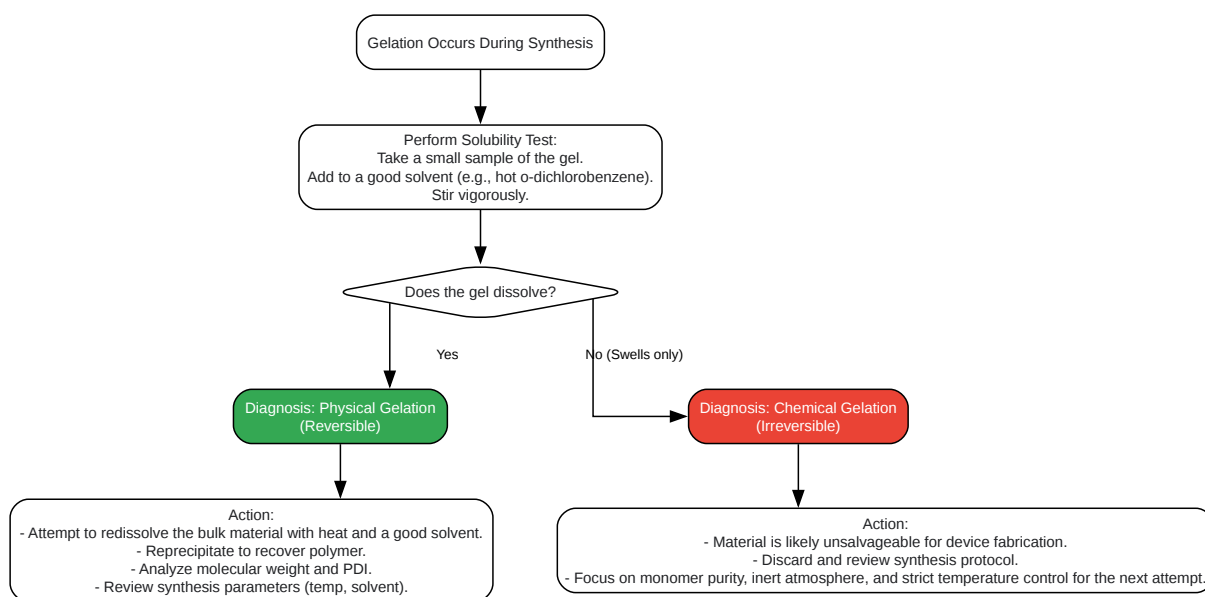 Gelation Occurs During Synthesis
Perform Solubility Test:
Take a small sample of the gel.
Add to a good solvent (e.g., hot o-dichlorobenzene).
Stir vigorously.
Does the gel dissolve?
Yes
No (Swells only)
Diagnosis: Physical Gelation
(Reversible)
Diagnosis: Chemical Gelation
(Irreversible)
Action:
- Attempt to redissolve the bulk material with heat and a good solvent.
- Reprecipitate to recover polymer.
- Analyze molecular weight and PDI.
- Review synthesis parameters (temp, solvent).
Action:
- Material is likely unsalvageable for device fabrication.
- Discard and review synthesis protocol.
- Focus on monomer purity, inert atmosphere, and strict temperature control for the next attempt.